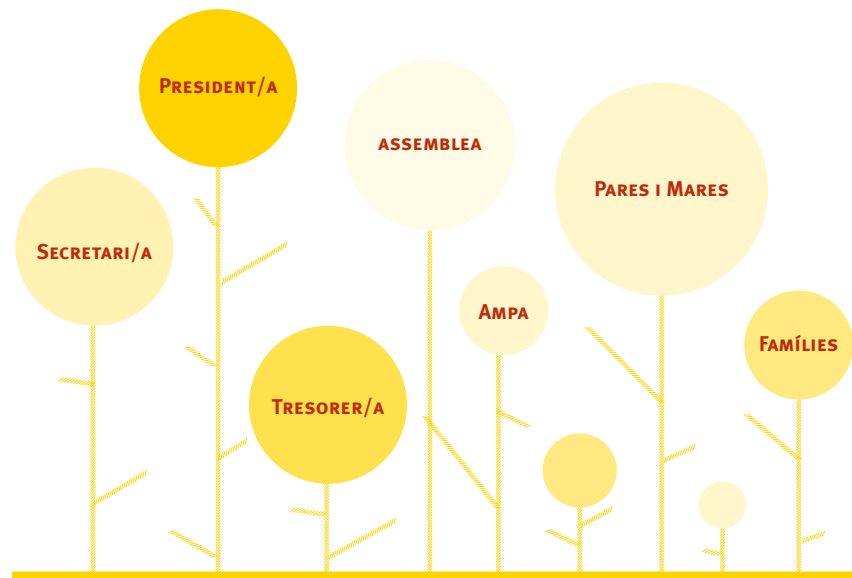 President/a
assemblea
Pares i Mares
Secretari/a
Ampa
Famílies
Tresorer/a